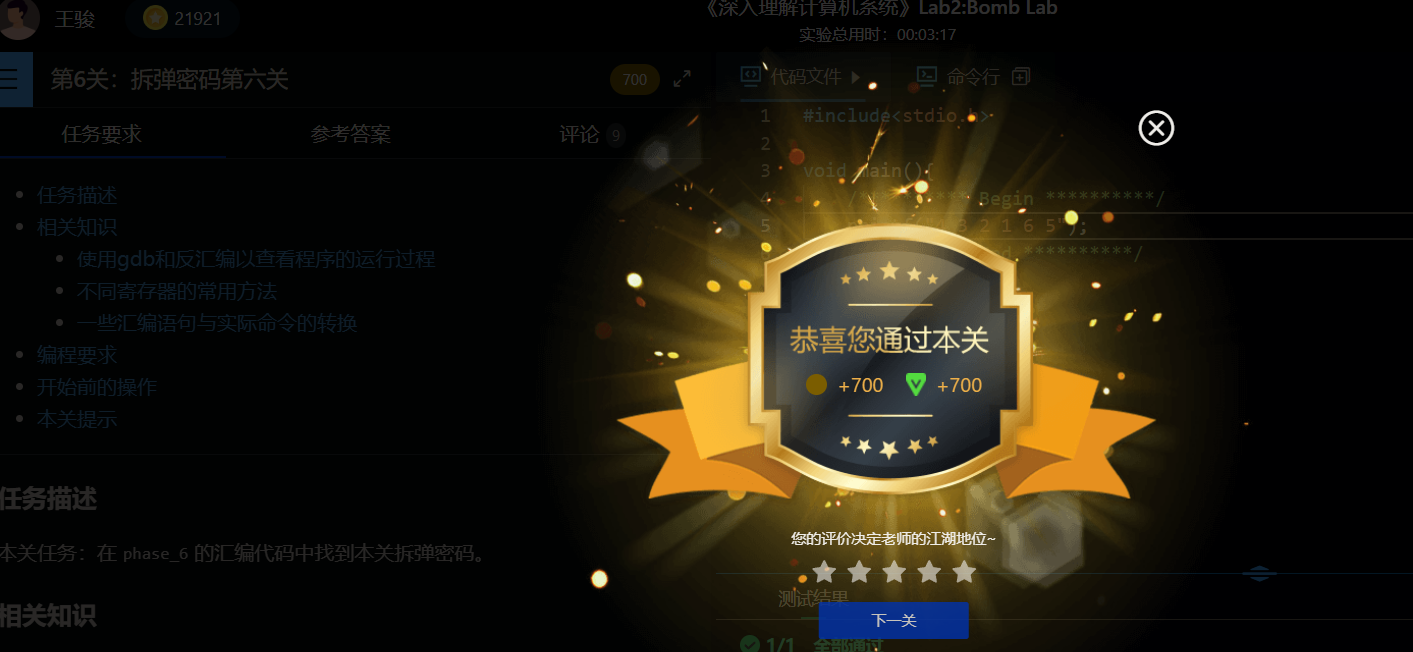 王骏
21921
《深入理解计算机系统》Lab2:Bomb Lab
实验总用时：00:03:17
第6关：拆弹密码第六关
700
代码文件
命令行
任务要求
参考答案
评论 9
任务描述
相关知识
使用gdb和反汇编以查看程序的运行过程
不同寄存器的常用方法
一些汇编语句与实际命令的转换
编程要求
开始前的操作
本关提示
任务描述
本关任务：在 phase_6 的汇编代码中找到本关拆弹密码。
相关知识
1 #include<stdio.h>
2
3 void main(){
4 Begin **********/
5 3 2 1 6 5");
**********/
恭喜您通过本关
+700 +700
您的评价决定老师的江湖地位~
测试结果
下一关
1/1 全部通过